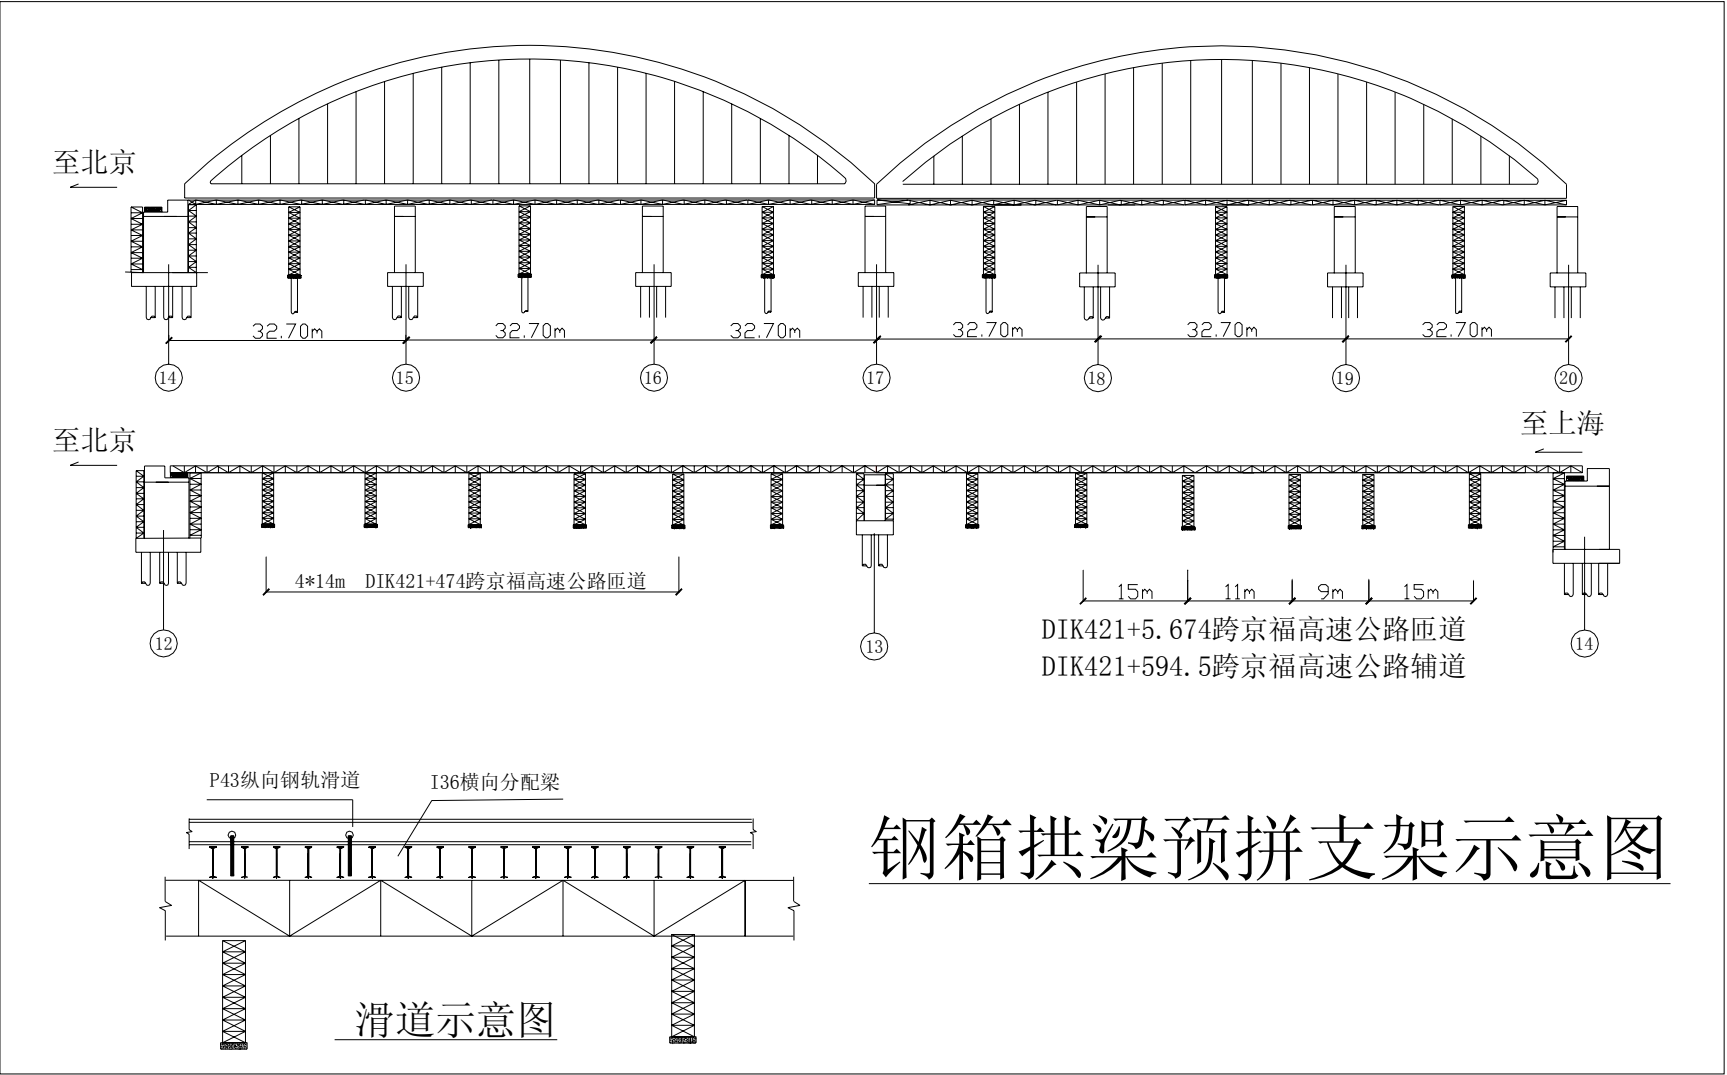 至北京
32.70m 32.70m 32.70m 32.70m 32.70m 32.70m
14 15 16 17 18 19 20
至北京
至上海
4*14m DIK421+474跨京福高速公路匝道
15m 11m 9m 15m
DIK421+5.674跨京福高速公路匝道
DIK421+594.5跨京福高速公路辅道
12 13 14
P43纵向钢轨滑道
I36横向分配梁
钢箱拱梁预拼支架示意图
滑道示意图